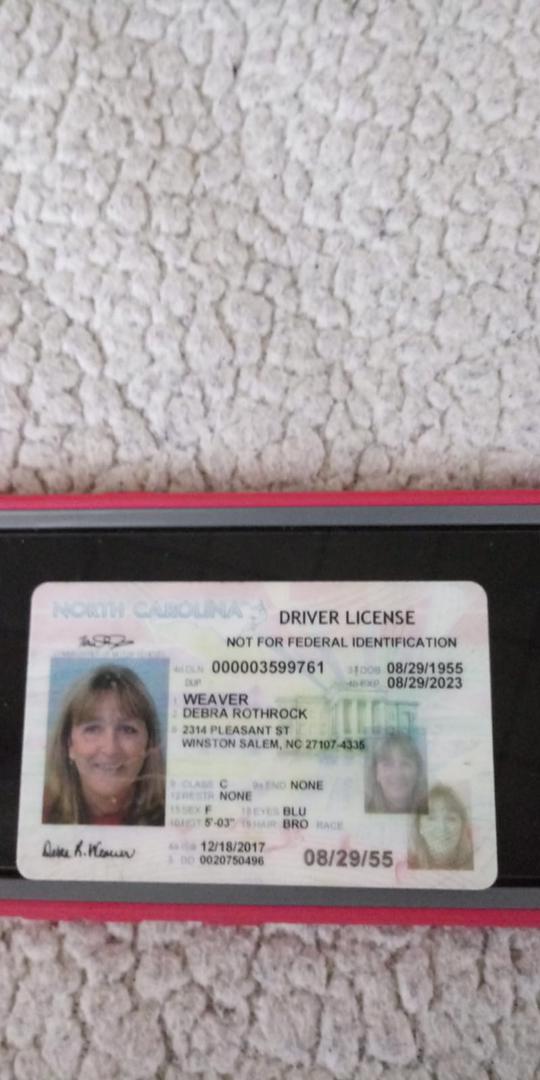 NORTH CAROLINA DRIVER LICENSE
NOT FOR FEDERAL IDENTIFICATION
4d DLN 000003599761 3 DOB 08/29/1955
DUP 4b EXP 08/29/2023
1 WEAVER
2 DEBRA ROTHROCK
8 2314 PLEASANT ST
WINSTON SALEM, NC 27107-4335
9 CLASS C 9a END NONE
12 RESTR NONE
15 SEX F 18 EYES BLU
16 HGT 5'-03" 19 HAIR BRO RACE
4a ISS 12/18/2017
5 DD 0020750496 08/29/55
Debra R. Weaver